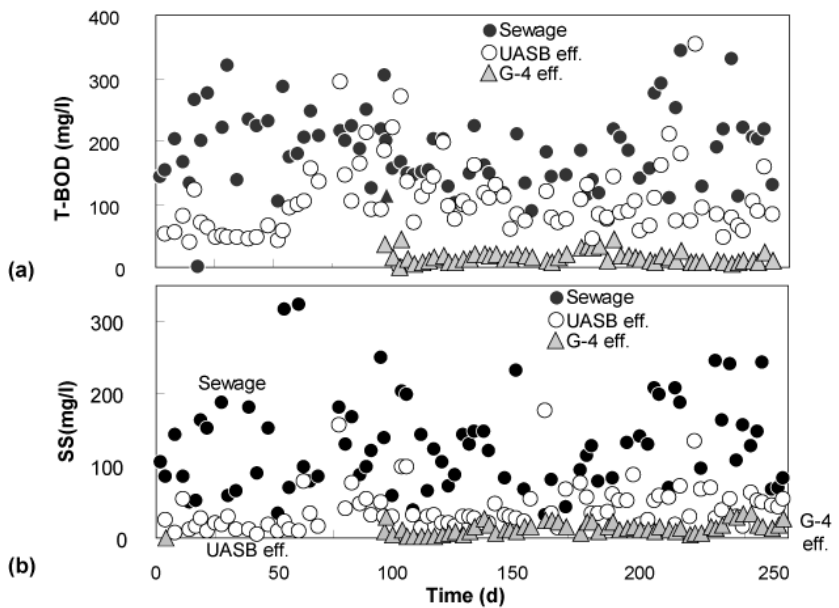 (a)
T-BOD (mg/l)
400
300
200
100
0
Sewage
UASB eff.
G-4 eff.
(b)
SS(mg/l)
300
200
100
0
Sewage
UASB eff.
G-4 eff.
Sewage
UASB eff.
G-4
eff.
0
50
100
150
200
250
Time (d)